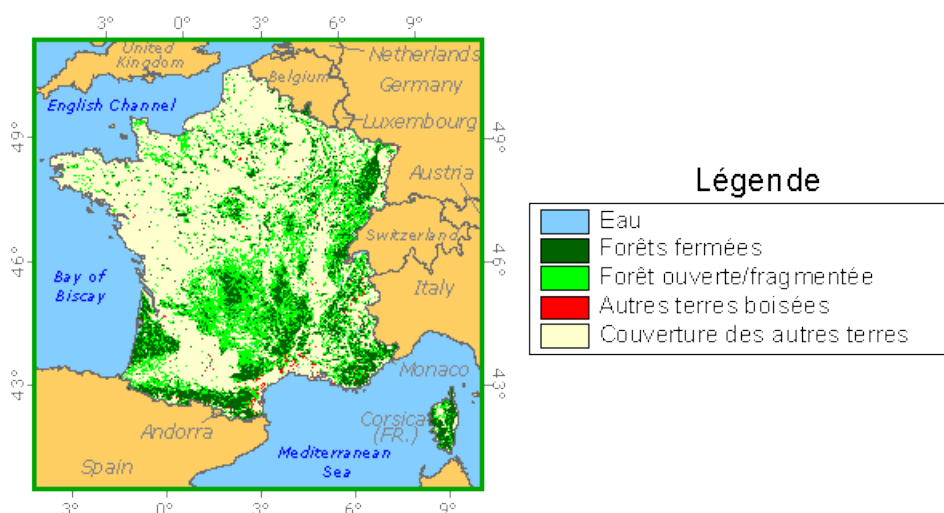 3° 0° 3° 6° 9°
United
Kingdom
Netherlands
Belgium
Germany
English Channel
Luxembourg
49° 49°
Austria
Switzerland
46° 46°
Bay of
Biscay
Italy
43° 43°
Monaco
Corsica
(FR.)
Andorra
Mediterranean
Sea
Spain
3° 0° 3° 6° 9°
Légende
Eau
Forêts fermées
Forêt ouverte/fragmentée
Autres terres boisées
Couverture des autres terres